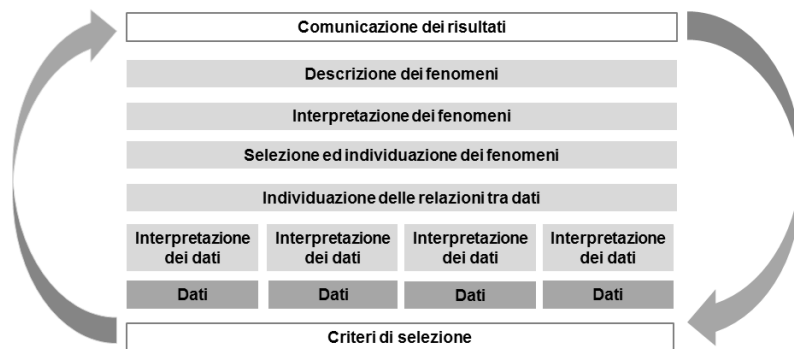 Comunicazione dei risultati
Descrizione dei fenomeni
Interpretazione dei fenomeni
Selezione ed individuazione dei fenomeni
Individuazione delle relazioni tra dati
Interpretazione dei dati
Interpretazione dei dati
Interpretazione dei dati
Interpretazione dei dati
Dati
Dati
Dati
Dati
Criteri di selezione